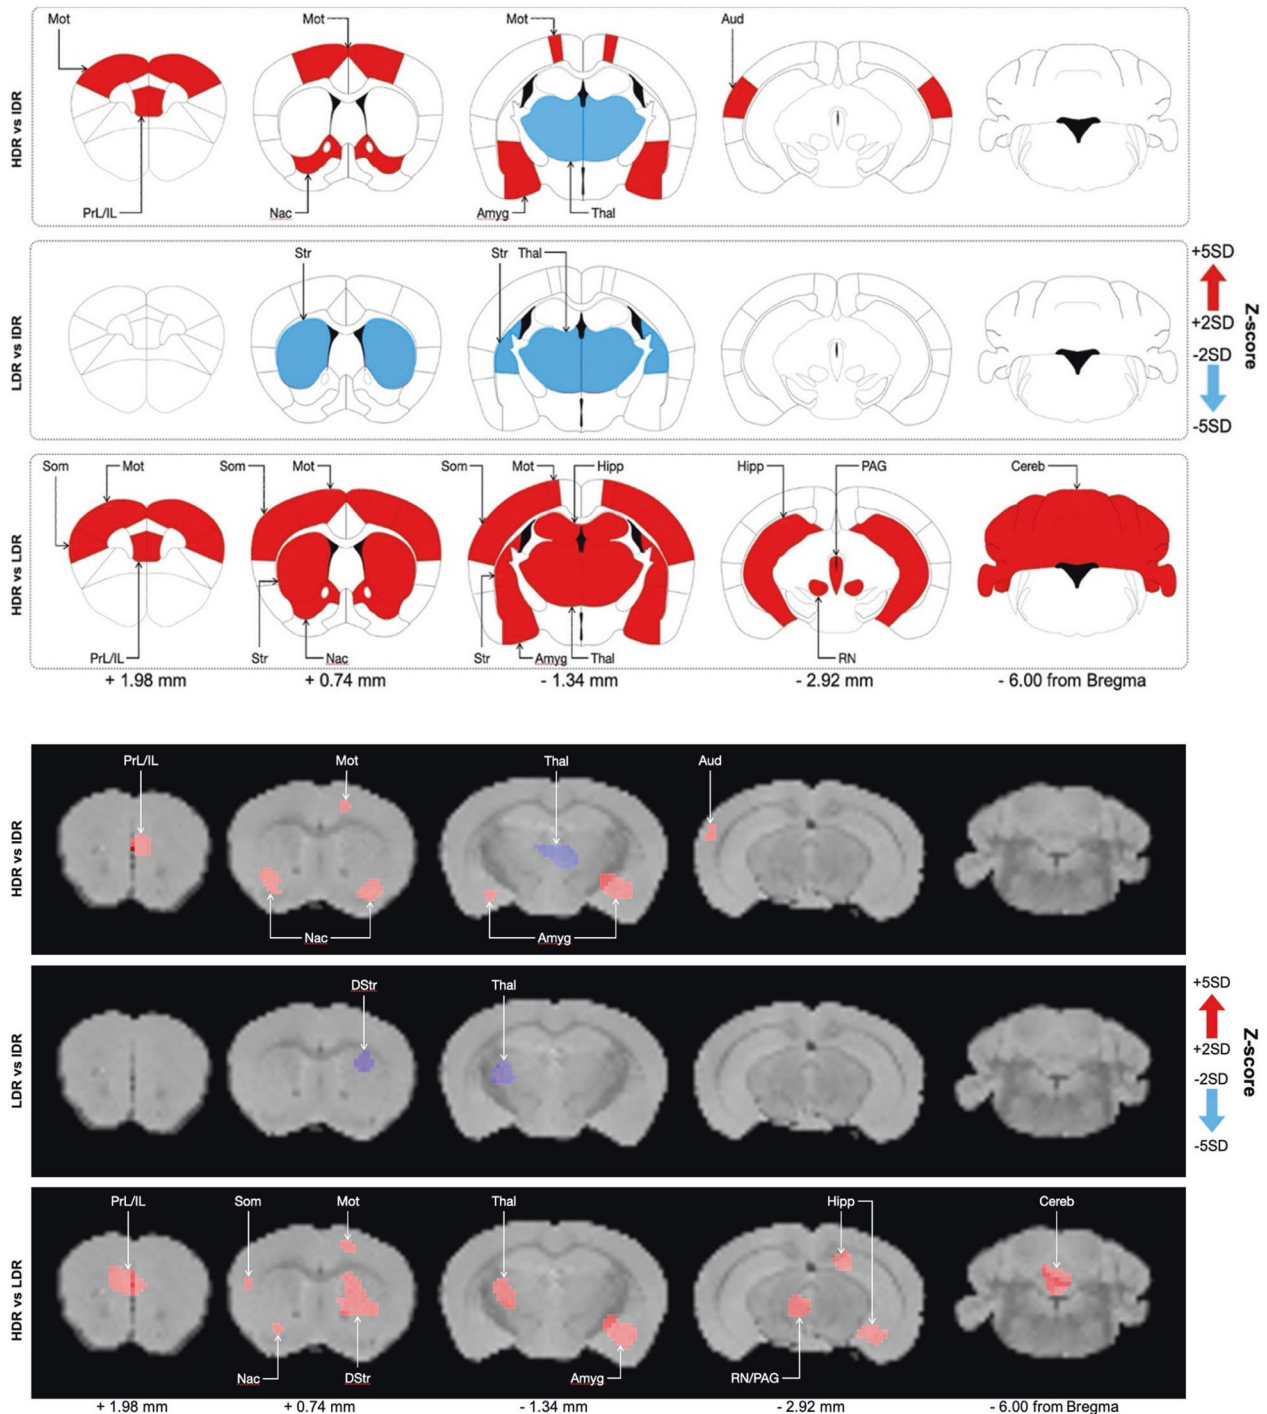 Mot Mot Mot Aud
HDR vs IDR
PrL/IL Nac Amyg Thal
Str Str Thal
LDR vs IDR
+5SD
+2SD
-2SD
-5SD
Z-score
Som Mot Som Mot Som Mot Hipp Hipp PAG Cereb
HDR vs LDR
PrL/IL Str Nac Str Amyg Thal RN
+ 1.98 mm + 0.74 mm - 1.34 mm - 2.92 mm - 6.00 from Bregma
PrL/IL Mot Thal Aud
HDR vs IDR
Nac Amyg
DStr Thal
LDR vs IDR
+5SD
+2SD
-2SD
-5SD
Z-score
PrL/IL Som Mot Thal Hipp Cereb
HDR vs LDR
Nac DStr Amyg RN/PAG
+ 1.98 mm + 0.74 mm - 1.34 mm - 2.92 mm - 6.00 from Bregma